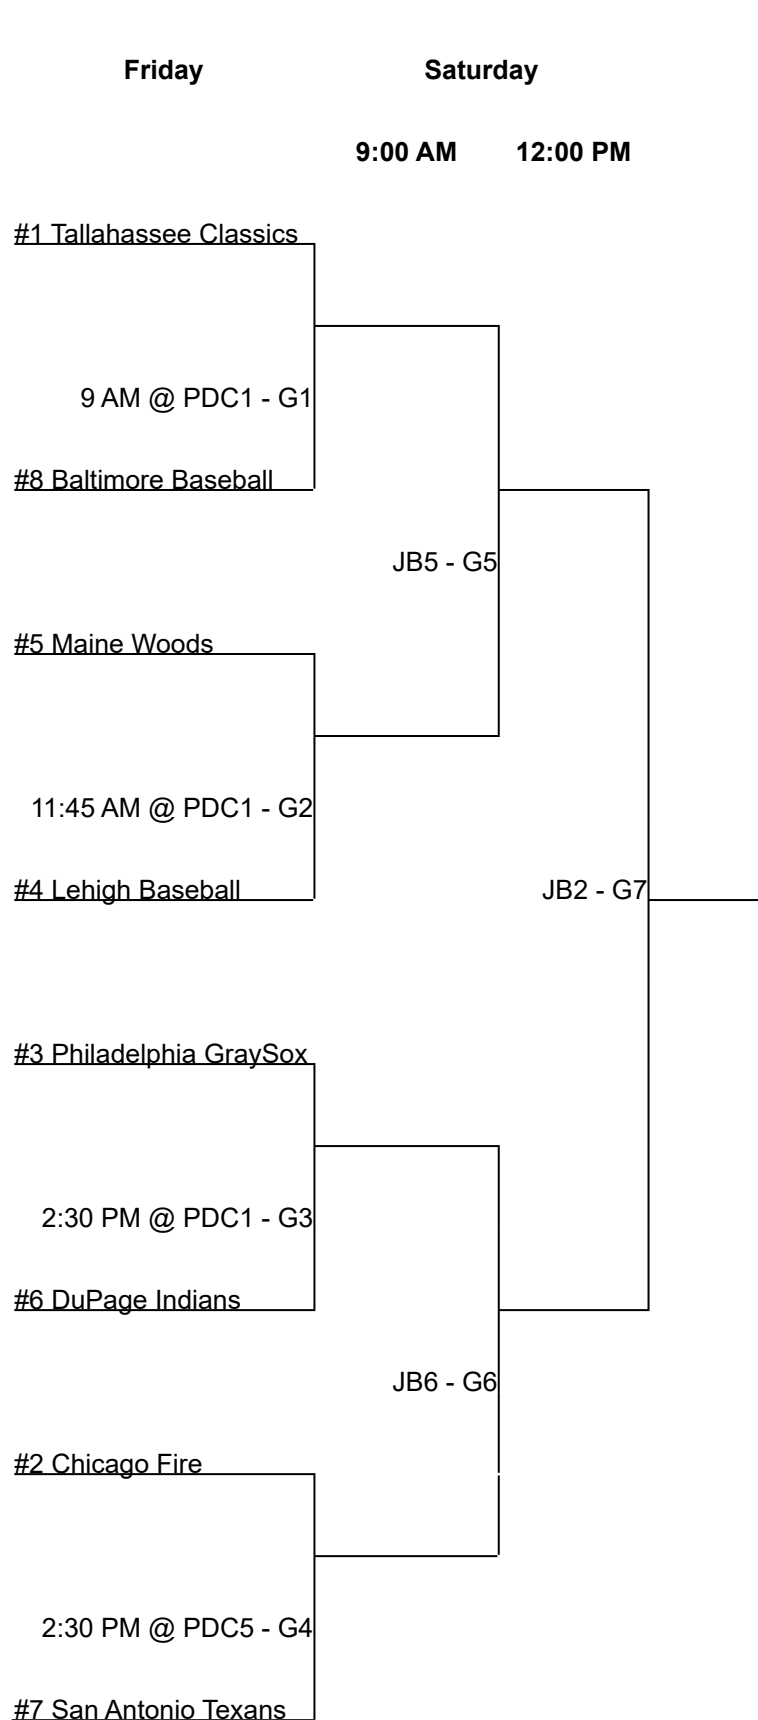 Friday Saturday
9:00 AM 12:00 PM
#1 Tallahassee Classics
9 AM @ PDC1 - G1
#8 Baltimore Baseball
JB5 - G5
#5 Maine Woods
11:45 AM @ PDC1 - G2
#4 Lehigh Baseball
JB2 - G7
#3 Philadelphia GraySox
2:30 PM @ PDC1 - G3
#6 DuPage Indians
JB6 - G6
#2 Chicago Fire
2:30 PM @ PDC5 - G4
#7 San Antonio Texans